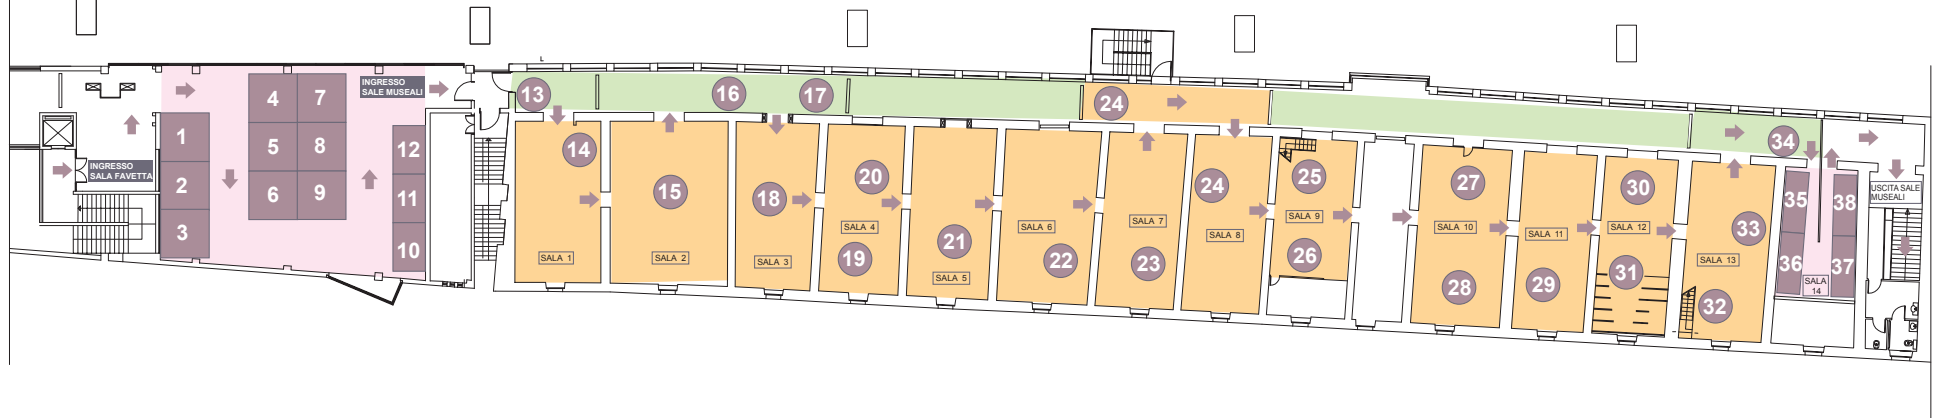 INGRESSO
SALA FAVETTA
1
2
3
4
7
5
8
6
9
INGRESSO
SALE MUSEALI
12
11
10
L
13
16
17
24
34
14
SALA 1
15
SALA 2
18
SALA 3
20
SALA 4
19
21
SALA 5
SALA 6
22
SALA 7
23
24
SALA 8
25
SALA 9
26
27
SALA 10
28
SALA 11
29
30
SALA 12
31
33
SALA 13
32
35
38
36
37
SALA
14
USCITA SALE
MUSEALI